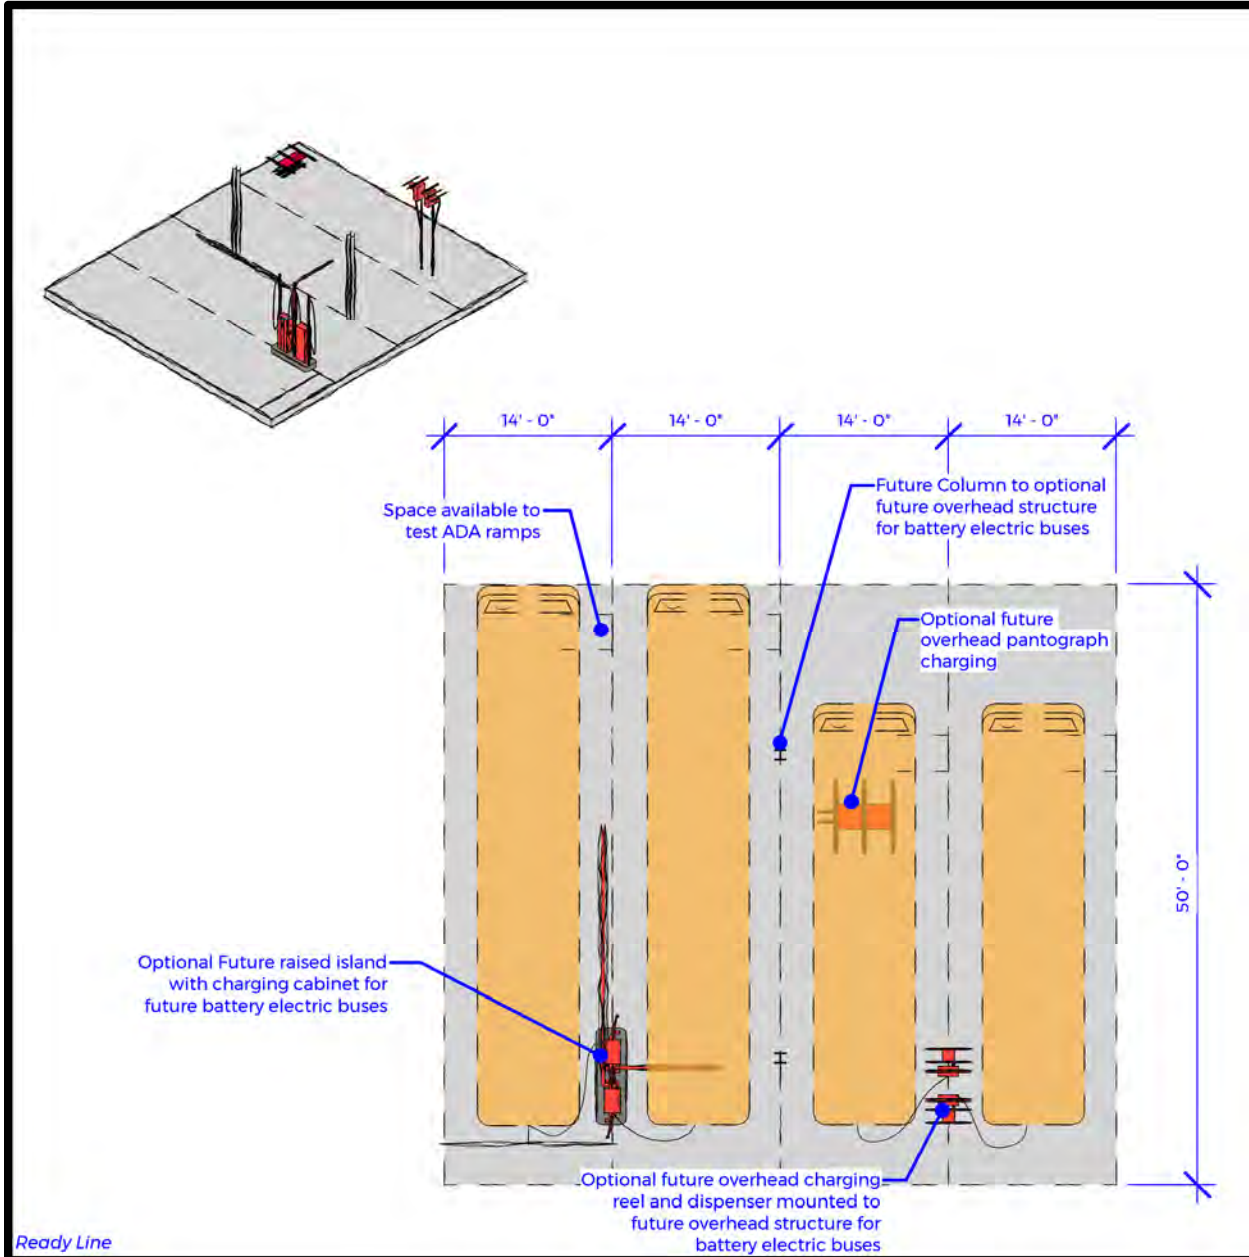 14' - 0"
14' - 0"
14' - 0"
14' - 0"
Space available to
test ADA ramps
Future Column to optional
future overhead structure
for battery electric buses
Optional future
overhead pantograph
charging
50' - 0"
Optional Future raised island
with charging cabinet for
future battery electric buses
Optional future overhead charging
reel and dispenser mounted to
future overhead structure for
battery electric buses
Ready Line